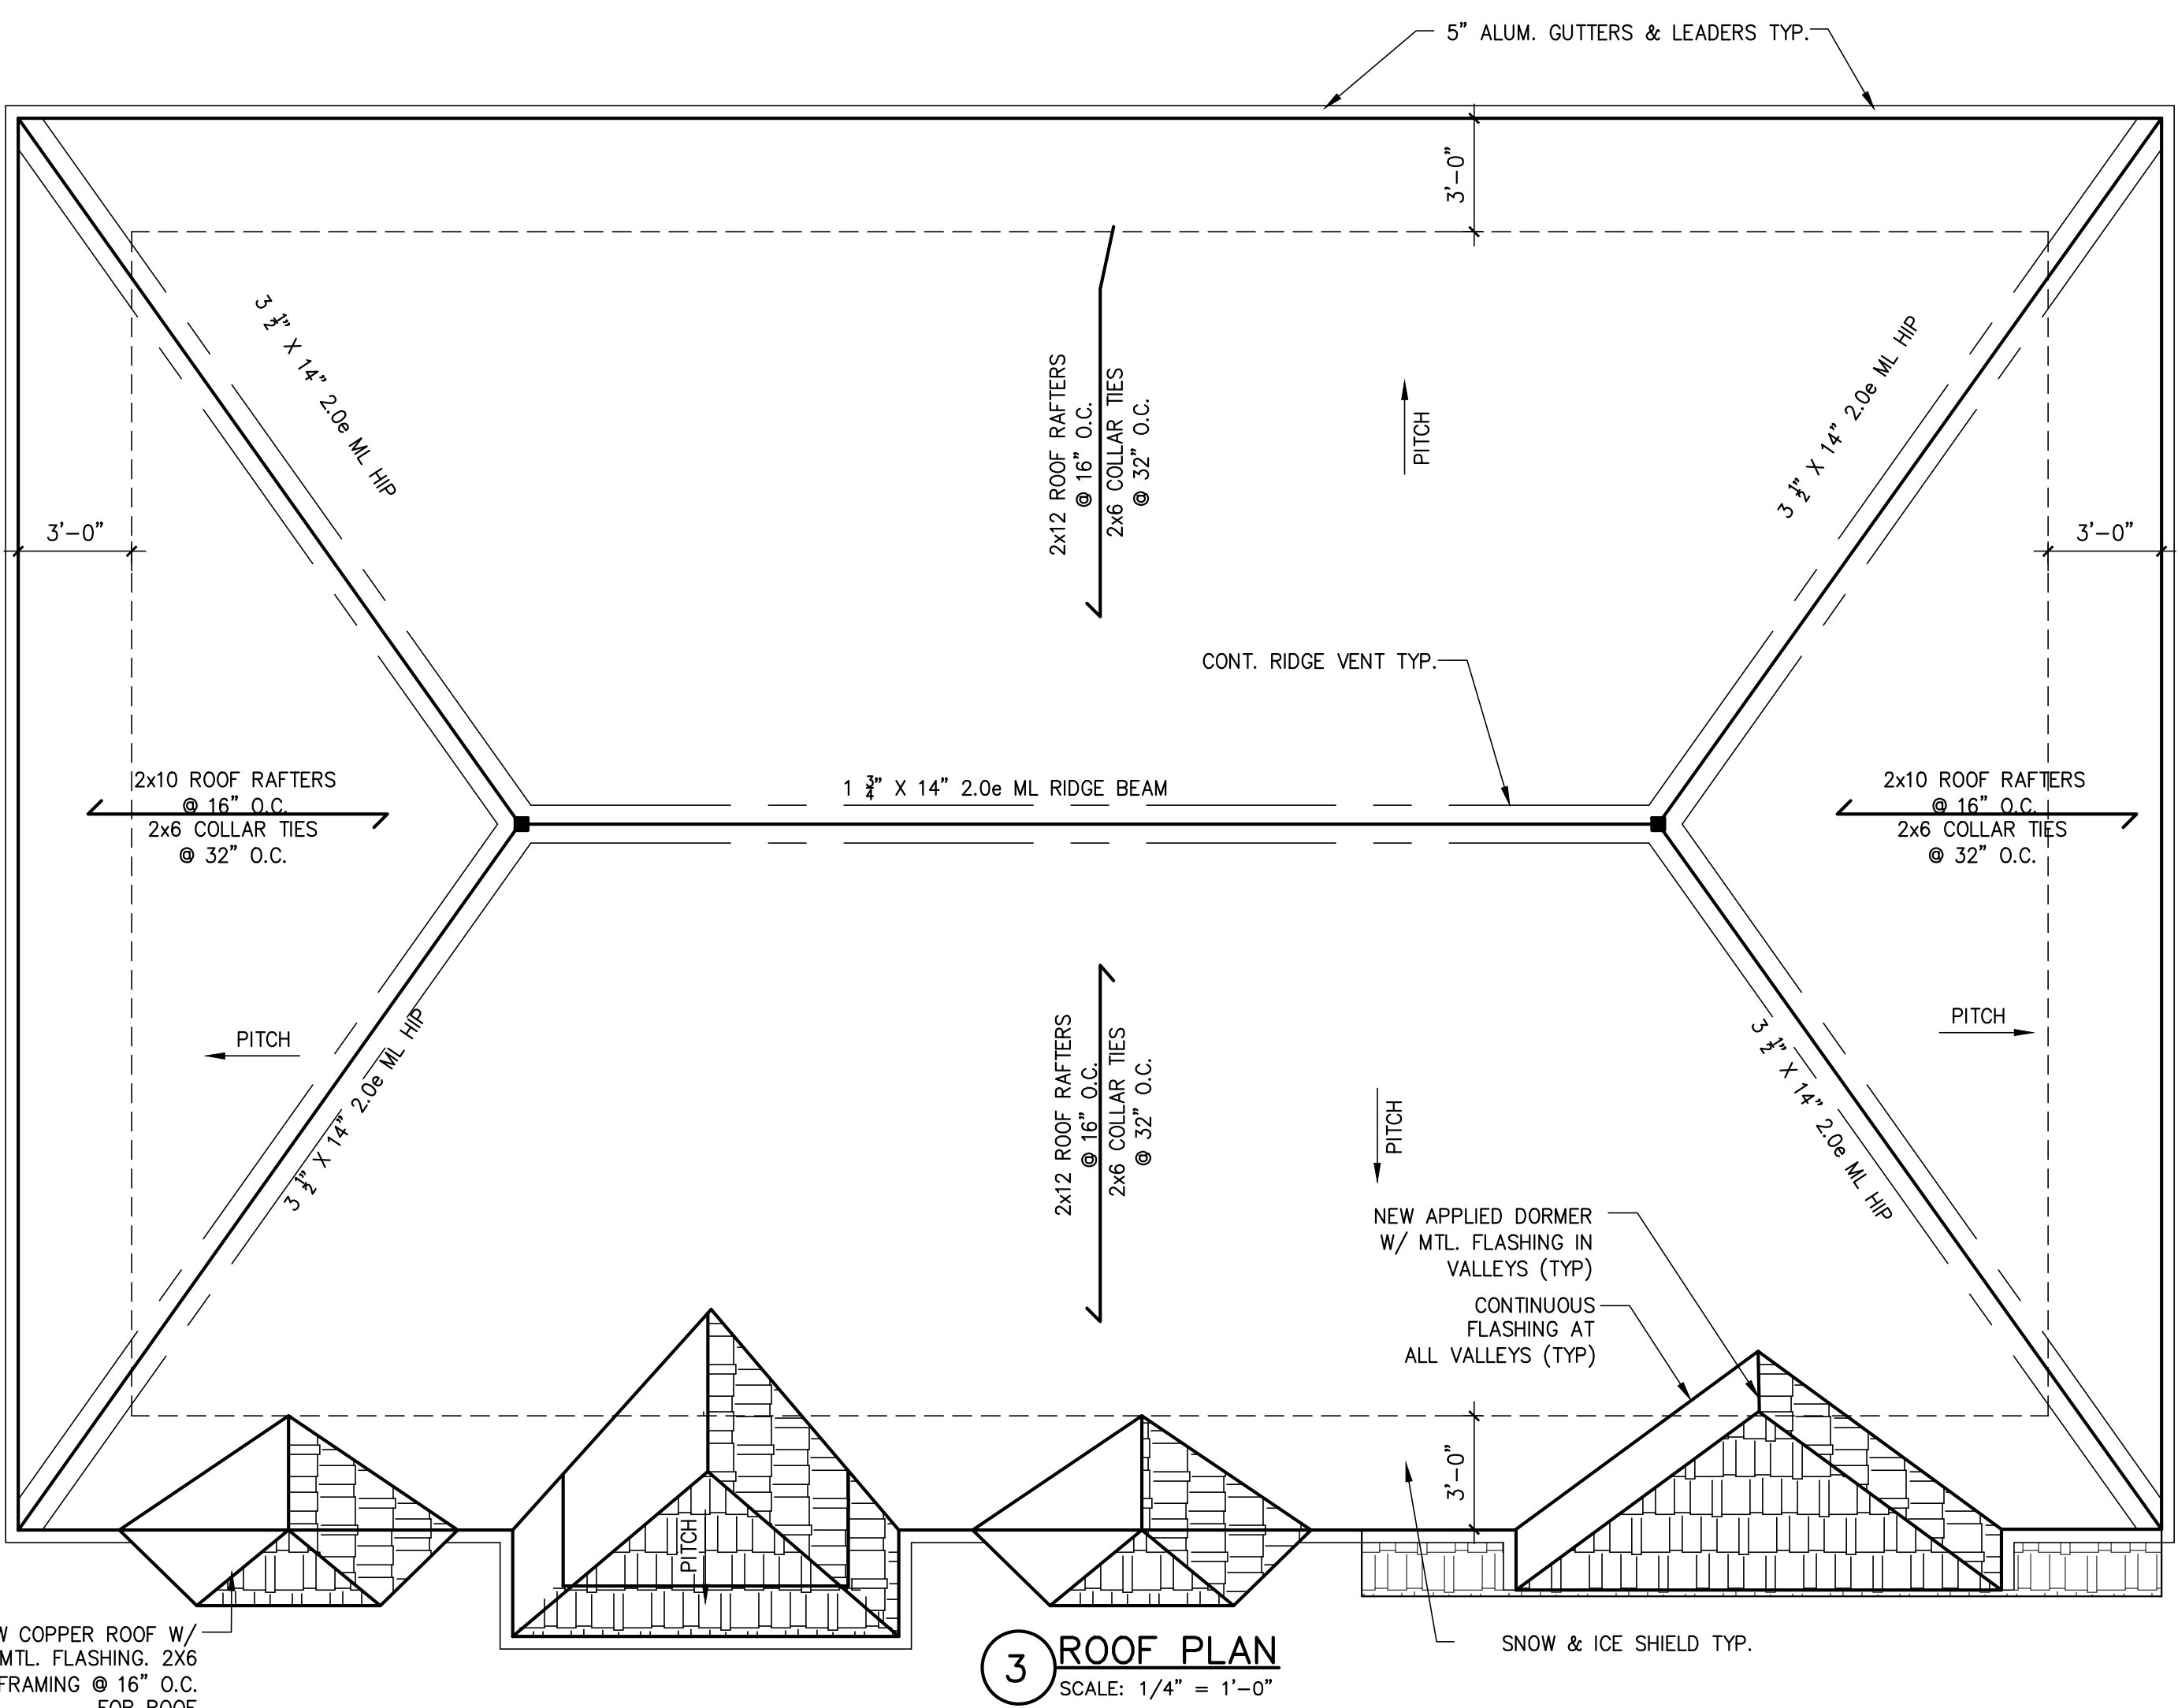 5” ALUM. GUTTERS & LEADERS TYP.
3'-0”
3 1/2” X 14” 2.0e ML HIP
3 1/2” X 14” 2.0e ML HIP
2x12 ROOF RAFTERS
@ 16” O.C.
2x6 COLLAR TIES
@ 32” O.C.
PITCH
3'-0”
3'-0”
CONT. RIDGE VENT TYP.
2x10 ROOF RAFTERS
@ 16” O.C.
2x6 COLLAR TIES
@ 32” O.C.
1 3/4” X 14” 2.0e ML RIDGE BEAM
2x10 ROOF RAFTERS
@ 16” O.C.
2x6 COLLAR TIES
@ 32” O.C.
PITCH
3 1/2” X 14” 2.0e ML HIP
2x12 ROOF RAFTERS
@ 16” O.C.
2x6 COLLAR TIES
@ 32” O.C.
PITCH
3 1/2” X 14” 2.0e ML HIP
PITCH
NEW APPLIED DORMER
W/ MTL. FLASHING IN
VALLEYS (TYP)
CONTINUOUS
FLASHING AT
ALL VALLEYS (TYP)
3'-0”
PITCH
COPPER ROOF W/
MTL. FLASHING. 2X6
FRAMING @ 16” O.C.
FOR ROOF
3
ROOF PLAN
SCALE: 1/4” = 1'-0”
SNOW & ICE SHIELD TYP.